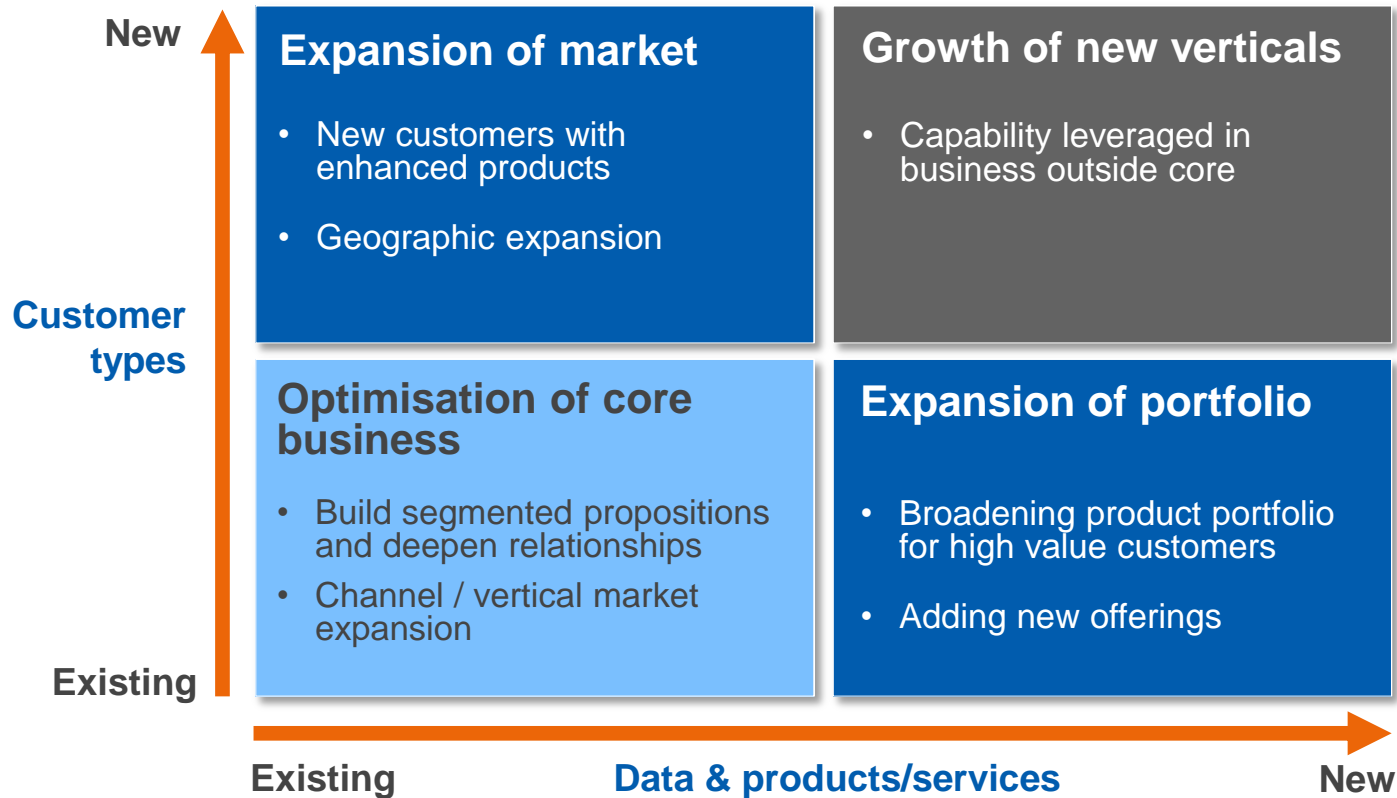 New
Expansion of market
• New customers with
enhanced products
• Geographic expansion
Growth of new verticals
• Capability leveraged in
business outside core
Customer
types
Optimisation of core
business
• Build segmented propositions
and deepen relationships
• Channel / vertical market
expansion
Expansion of portfolio
• Broadening product portfolio
for high value customers
• Adding new offerings
Existing
Existing
Data & products/services
New